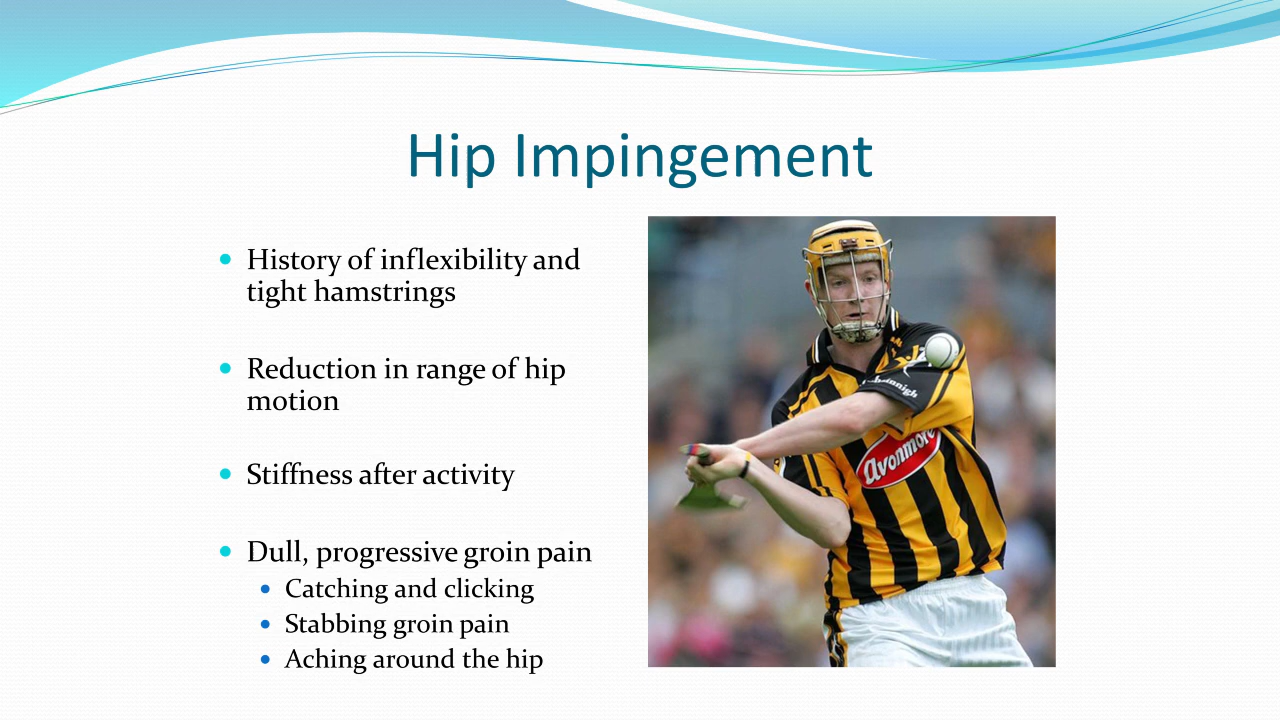 Hip Impingement
History of inflexibility and
tight hamstrings
Reduction in range of hip
motion
Stiffness after activity
Dull, progressive groin pain
Catching and clicking
Stabbing groin pain
Aching around the hip
Avonmore